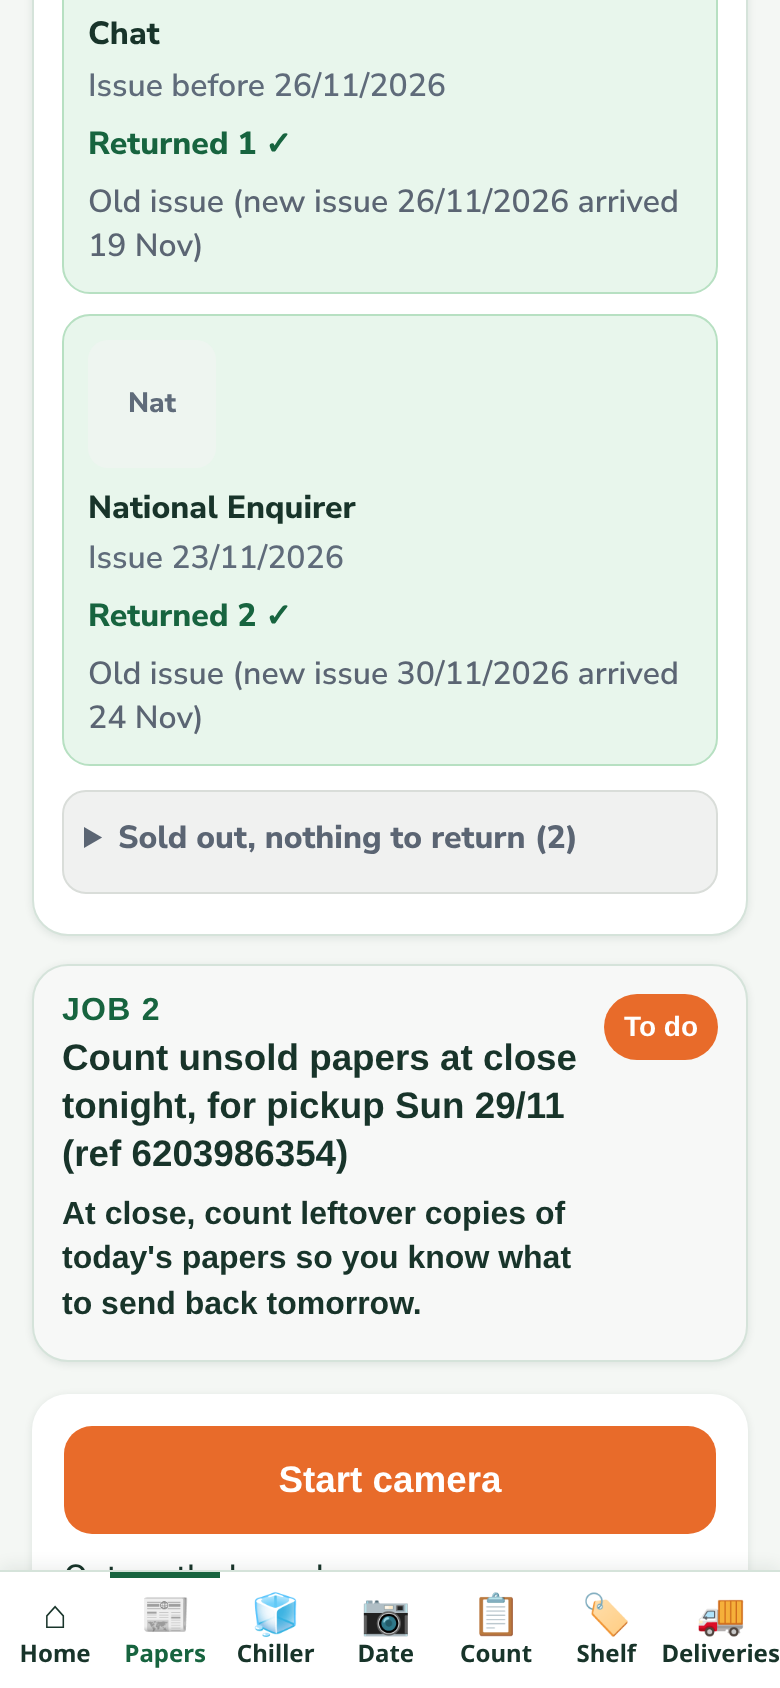 Chat
Issue before 26/11/2026
Returned 1 ✓
Old issue (new issue 26/11/2026 arrived
19 Nov)
Nat
National Enquirer
Issue 23/11/2026
Returned 2 ✓
Old issue (new issue 30/11/2026 arrived
24 Nov)
▶ Sold out, nothing to return (2)
JOB 2
To do
Count unsold papers at close
tonight, for pickup Sun 29/11
(ref 6203986354)
At close, count leftover copies of
today's papers so you know what
to send back tomorrow.
Start camera
Home
Papers
Chiller
Date
Count
Shelf
Deliveries